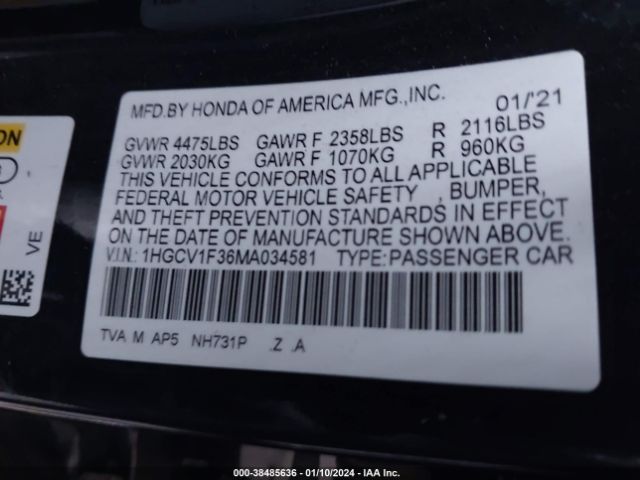 MFD.BY HONDA OF AMERICA MFG.,INC. 01/'21
GVWR 4475LBS GAWR F 2358LBS R 2116LBS
GVWR 2030KG GAWR F 1070KG R 960KG
THIS VEHICLE CONFORMS TO ALL APPLICABLE
FEDERAL MOTOR VEHICLE SAFETY , BUMPER,
AND THEFT PREVENTION STANDARDS IN EFFECT
ON THE DATE OF MANUFACTURE SHOWN ABOVE.
V.I.N.: 1HGCV1F36MA034581 TYPE:PASSENGER CAR
TVA M AP5 NH731P .Z .A
VE
000-38485636 - 01/10/2024 - IAA Inc.